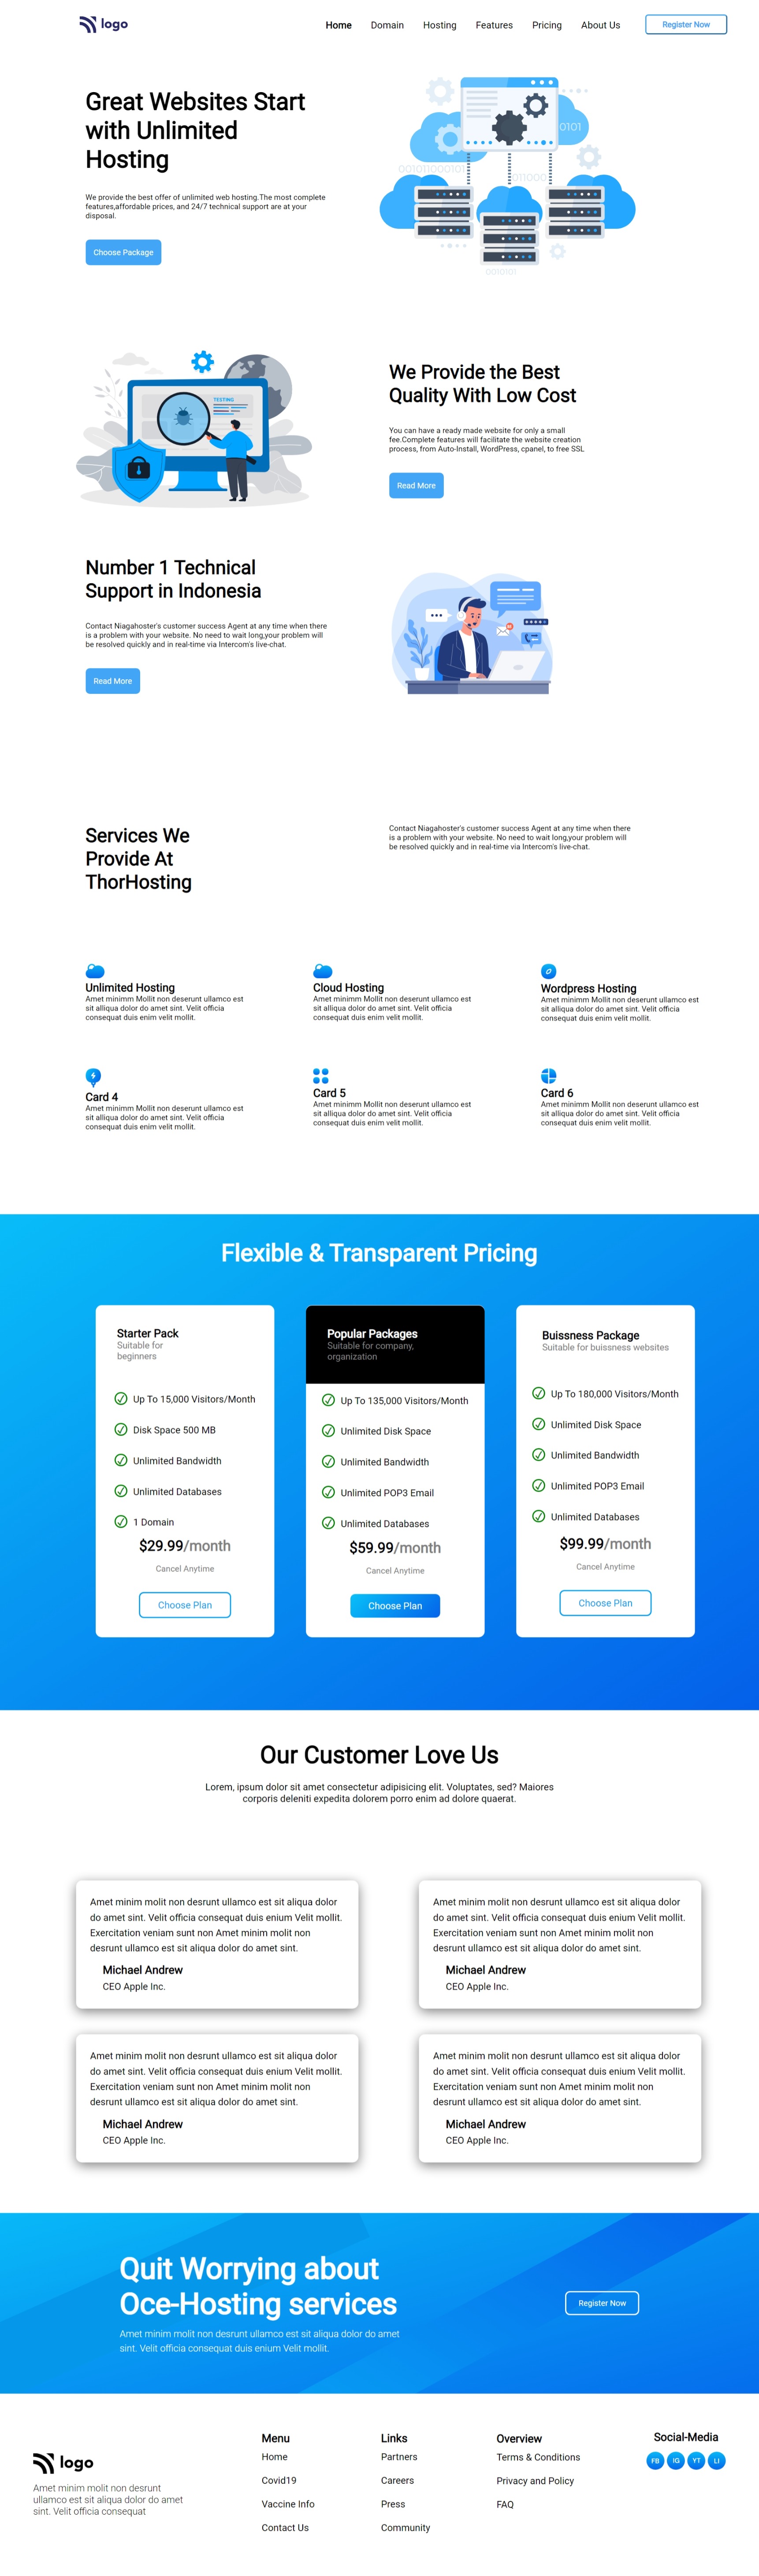 logo
Home Domain Hosting Features Pricing About Us Register Now
Great Websites Start
with Unlimited
Hosting
We provide the best offer of unlimited web hosting.The most complete
features,affordable prices, and 24/7 technical support are at your
disposal.
Choose Package
0101
001011000101
011000
0010101
TESTING
We Provide the Best
Quality With Low Cost
You can have a ready made website for only a small
fee.Complete features will facilitate the website creation
process, from Auto-Install, WordPress, cpanel, to free SSL
Read More
Number 1 Technical
Support in Indonesia
Contact Niagahoster's customer success Agent at any time when there
is a problem with your website. No need to wait long,your problem will
be resolved quickly and in real-time via Intercom's live-chat.
Read More
Services We
Provide At
ThorHosting
Contact Niagahoster's customer success Agent at any time when there
is a problem with your website. No need to wait long,your problem will
be resolved quickly and in real-time via Intercom's live-chat.
Unlimited Hosting
Amet minimm Mollit non deserunt ullamco est
sit alliqua dolor do amet sint. Velit officia
consequat duis enim velit mollit.
Cloud Hosting
Amet minimm Mollit non deserunt ullamco est
sit alliqua dolor do amet sint. Velit officia
consequat duis enim velit mollit.
Wordpress Hosting
Amet minimm Mollit non deserunt ullamco est
sit alliqua dolor do amet sint. Velit officia
consequat duis enim velit mollit.
Card 4
Amet minimm Mollit non deserunt ullamco est
sit alliqua dolor do amet sint. Velit officia
consequat duis enim velit mollit.
Card 5
Amet minimm Mollit non deserunt ullamco est
sit alliqua dolor do amet sint. Velit officia
consequat duis enim velit mollit.
Card 6
Amet minimm Mollit non deserunt ullamco est
sit alliqua dolor do amet sint. Velit officia
consequat duis enim velit mollit.
Flexible & Transparent Pricing
Starter Pack
Suitable for
beginners
Up To 15,000 Visitors/Month
Disk Space 500 MB
Unlimited Bandwidth
Unlimited Databases
1 Domain
$29.99/month
Cancel Anytime
Choose Plan
Popular Packages
Suitable for company,
organization
Up To 135,000 Visitors/Month
Unlimited Disk Space
Unlimited Bandwidth
Unlimited POP3 Email
Unlimited Databases
$59.99/month
Cancel Anytime
Choose Plan
Buissness Package
Suitable for buissness websites
Up To 180,000 Visitors/Month
Unlimited Disk Space
Unlimited Bandwidth
Unlimited POP3 Email
Unlimited Databases
$99.99/month
Cancel Anytime
Choose Plan
Our Customer Love Us
Lorem, ipsum dolor sit amet consectetur adipisicing elit. Voluptates, sed? Maiores
corporis deleniti expedita dolorem porro enim ad dolore quaerat.
Amet minim molit non desrunt ullamco est sit aliqua dolor
do amet sint. Velit officia consequat duis enium Velit mollit.
Exercitation veniam sunt non Amet minim molit non
desrunt ullamco est sit aliqua dolor do amet sint.
Michael Andrew
CEO Apple Inc.
Amet minim molit non desrunt ullamco est sit aliqua dolor
do amet sint. Velit officia consequat duis enium Velit mollit.
Exercitation veniam sunt non Amet minim molit non
desrunt ullamco est sit aliqua dolor do amet sint.
Michael Andrew
CEO Apple Inc.
Amet minim molit non desrunt ullamco est sit aliqua dolor
do amet sint. Velit officia consequat duis enium Velit mollit.
Exercitation veniam sunt non Amet minim molit non
desrunt ullamco est sit aliqua dolor do amet sint.
Michael Andrew
CEO Apple Inc.
Amet minim molit non desrunt ullamco est sit aliqua dolor
do amet sint. Velit officia consequat duis enium Velit mollit.
Exercitation veniam sunt non Amet minim molit non
desrunt ullamco est sit aliqua dolor do amet sint.
Michael Andrew
CEO Apple Inc.
Quit Worrying about
Oce-Hosting services
Amet minim molit non desrunt ullamco est sit aliqua dolor do amet
sint. Velit officia consequat duis enium Velit mollit.
Register Now
logo
Amet minim molit non desrunt
ullamco est sit aliqua dolor do amet
sint. Velit officia consequat
Menu
Home
Covid19
Vaccine Info
Contact Us
Links
Partners
Careers
Press
Community
Overview
Terms & Conditions
Privacy and Policy
FAQ
Social-Media
FB IG YT LI